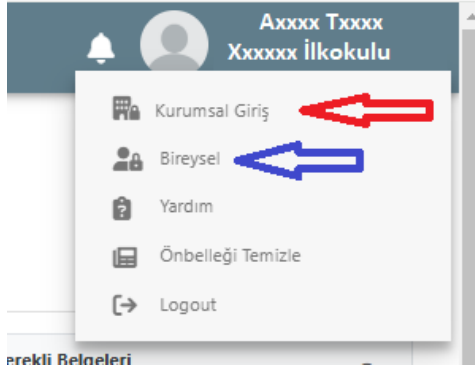 Axxxx Txxxx
Xxxxxx İlkokulu
Kurumsal Giriş
Bireysel
Yardım
Önbelleği Temizle
Logout
erekli Belgeleri